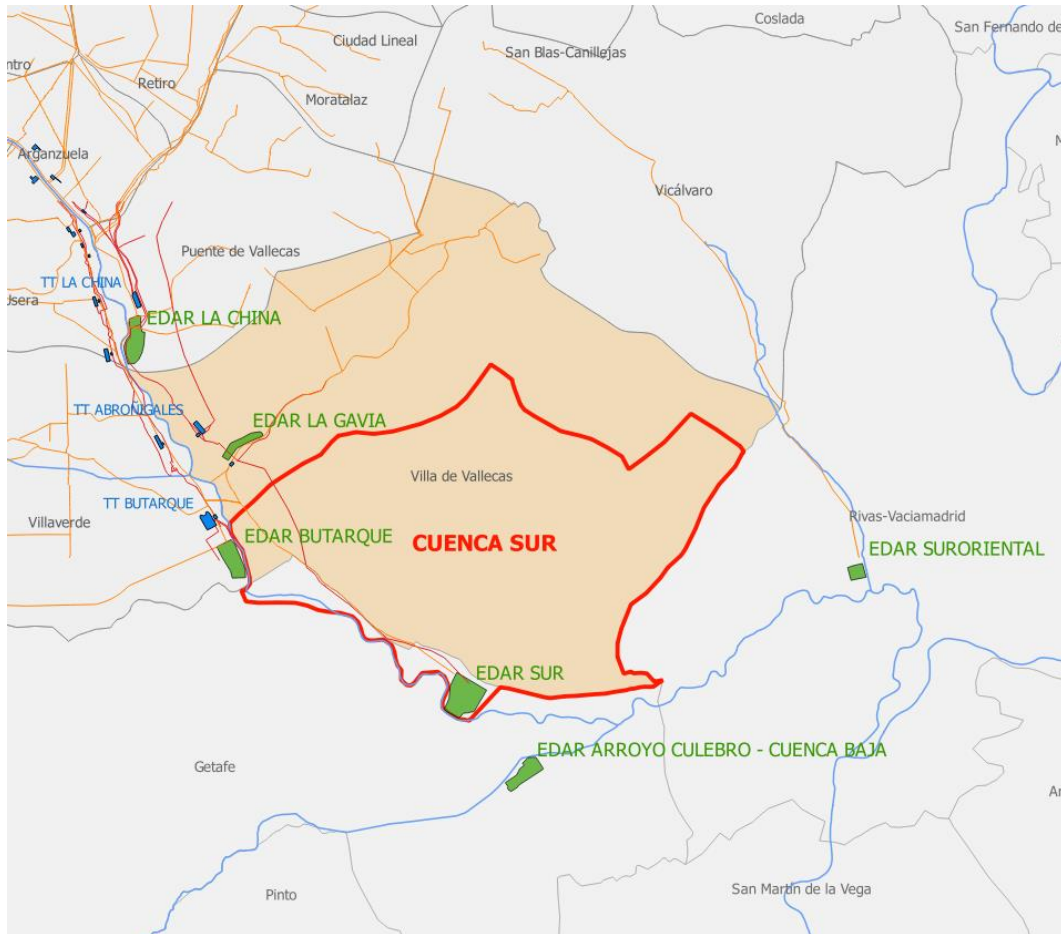 Coslada
San Fernando de
Ciudad Lineal
San Blas-Canillejas
ntro
Retiro
Moratalaz
Arganzuela
Vicálvaro
Puente de Vallecas
TT LA CHINA
Jsera
EDAR LA CHINA
TT ABROÑIGALES
EDAR LA GAVIA
Villa de Vallecas
TT BUTARQUE
Villaverde
EDAR BUTARQUE
CUENCA SUR
Rivas-Vaciamadrid
EDAR SURORIENTAL
EDAR SUR
EDAR ARROYO CULEBRO - CUENCA BAJA
Getafe
Pinto
San Martín de la Vega